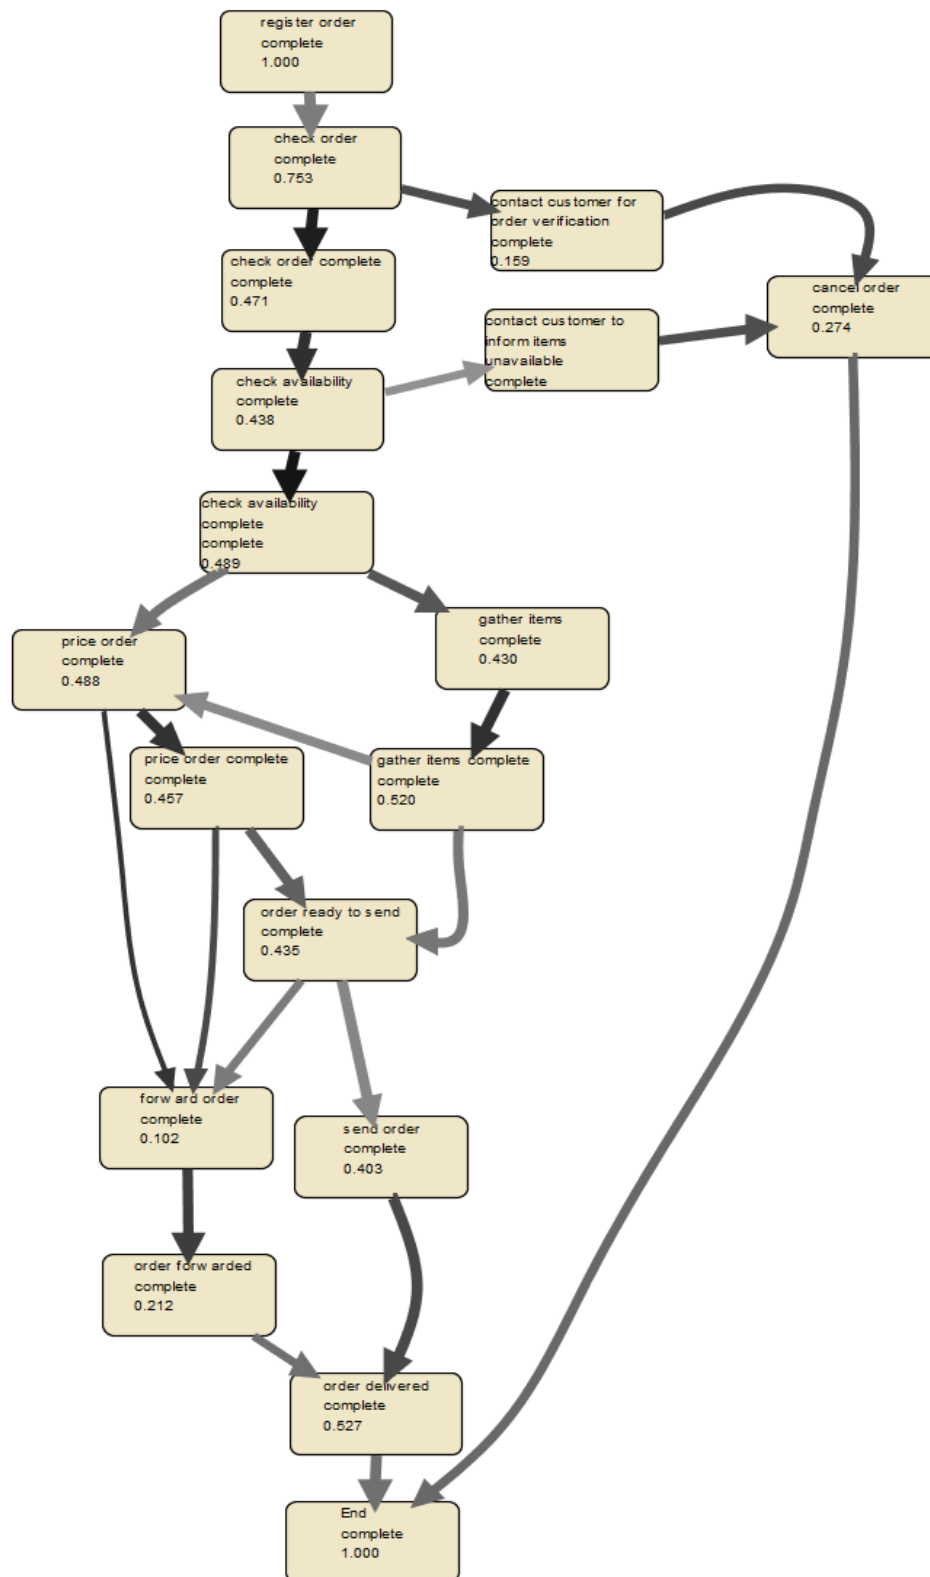 register order
complete
1.000
check order
complete
0.753
contact customer for
order verification
complete
0.159
check order complete
complete
0.471
cancel order
complete
0.274
contact customer to
inform items
unavailable
complete
check availability
complete
0.438
check availability
complete
complete
0.489
gather items
complete
0.430
price order
complete
0.488
price order complete
complete
0.457
gather items complete
complete
0.520
order ready to send
complete
0.435
forward order
complete
0.102
send order
complete
0.403
order forwarded
complete
0.212
order delivered
complete
0.527
End
complete
1.000